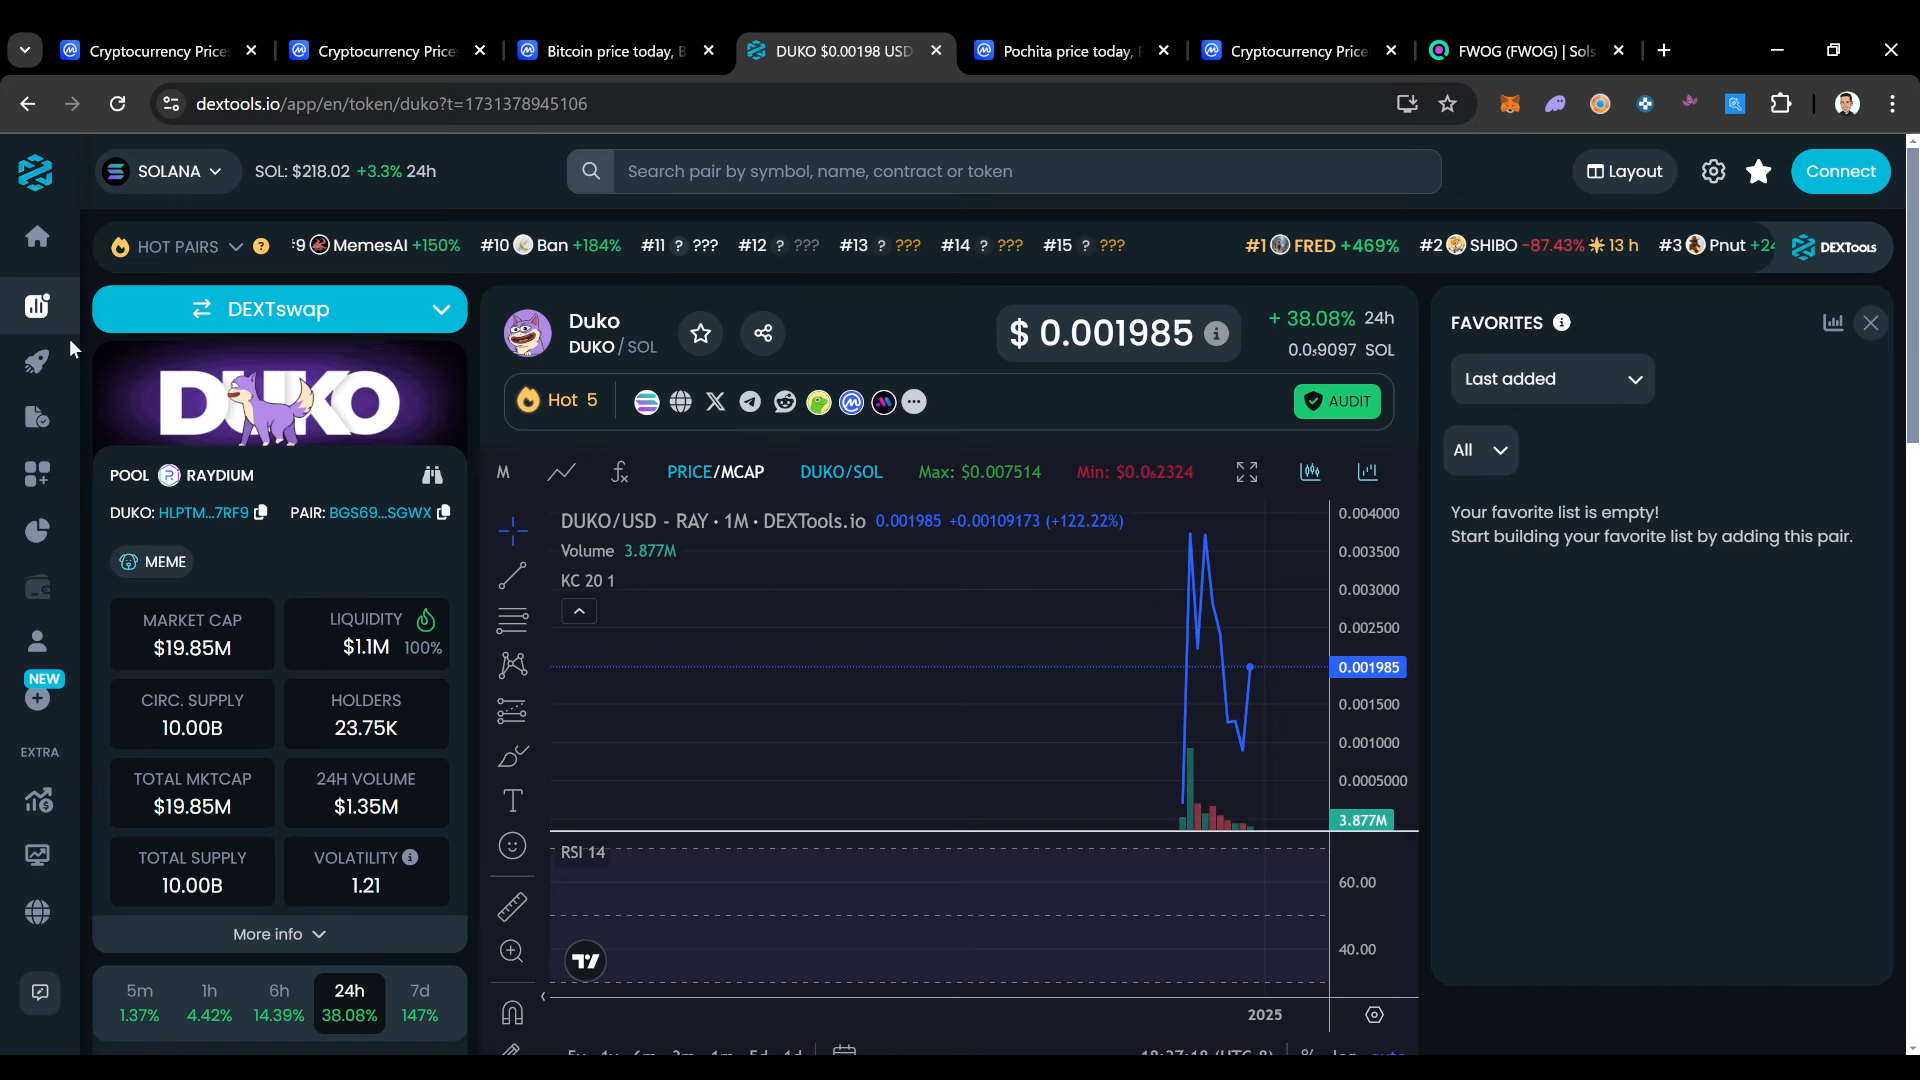 Cryptocurrency Price
Cryptocurrency Price
Bitcoin price today, B
DUKO $0.00198 USD
Pochita price today,
Cryptocurrency Price
FWOG (FWOG) | Sols
dextools.io/app/en/token/duko?t=1731378945106
SOLANA
SOL: $218.02 +3.3% 24h
Search pair by symbol, name, contract or token
Layout
Connect
HOT PAIRS
?
#9 MemesAI +150%
#10 Ban +184%
#11 ? ???
#12 ? ???
#13 ? ???
#14 ? ???
#15 ? ???
#1 FRED +469%
#2 SHIBO -87.43% 13 h
#3 Pnut +24
DEXTools
DEXTswap
DUKO
POOL RAYDIUM
DUKO: HLPTM...7RF9
PAIR: BGS69...SGWX
MEME
MARKET CAP
$19.85M
LIQUIDITY
$1.1M 100%
CIRC. SUPPLY
10.00B
HOLDERS
23.75K
TOTAL MKTCAP
$19.85M
24H VOLUME
$1.35M
TOTAL SUPPLY
10.00B
VOLATILITY
1.21
More info
5m
1.37%
1h
4.42%
6h
14.39%
24h
38.08%
7d
147%
NEW
EXTRA
Duko
DUKO / SOL
$ 0.001985
+ 38.08% 24h
0.0₅9097 SOL
Hot 5
AUDIT
M
PRICE/MCAP
DUKO/SOL
Max: $0.007514
Min: $0.0₆2324
DUKO/USD - RAY · 1M · DEXTools.io 0.001985 +0.00109173 (+122.22%)
Volume 3.877M
KC 20 1
0.004000
0.003500
0.003000
0.002500
0.001985
0.001500
0.001000
0.0005000
3.877M
RSI 14
60.00
40.00
2025
FAVORITES
Last added
All
Your favorite list is empty!
Start building your favorite list by adding this pair.